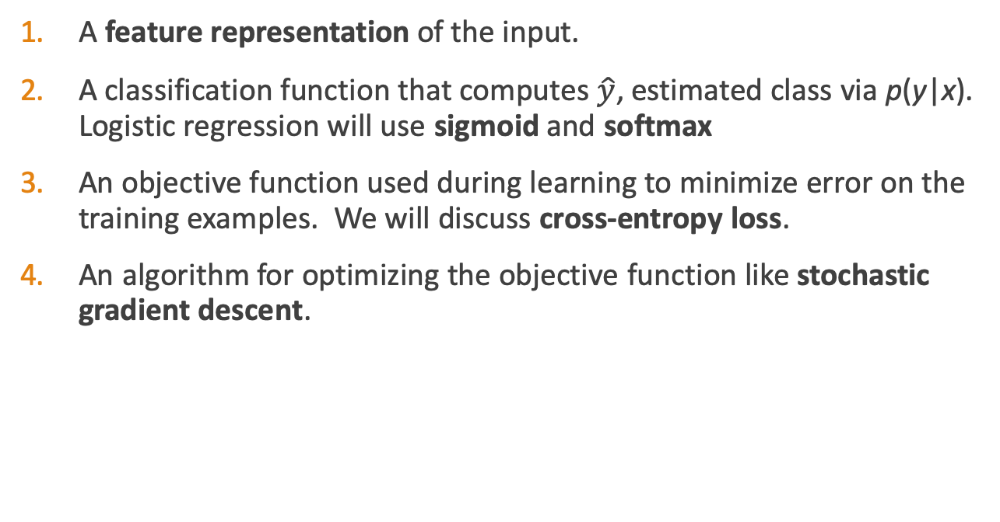 1. A feature representation of the input.
2. A classification function that computes ŷ, estimated class via p(y|x).
Logistic regression will use sigmoid and softmax
3. An objective function used during learning to minimize error on the
training examples.  We will discuss cross-entropy loss.
4. An algorithm for optimizing the objective function like stochastic
gradient descent.